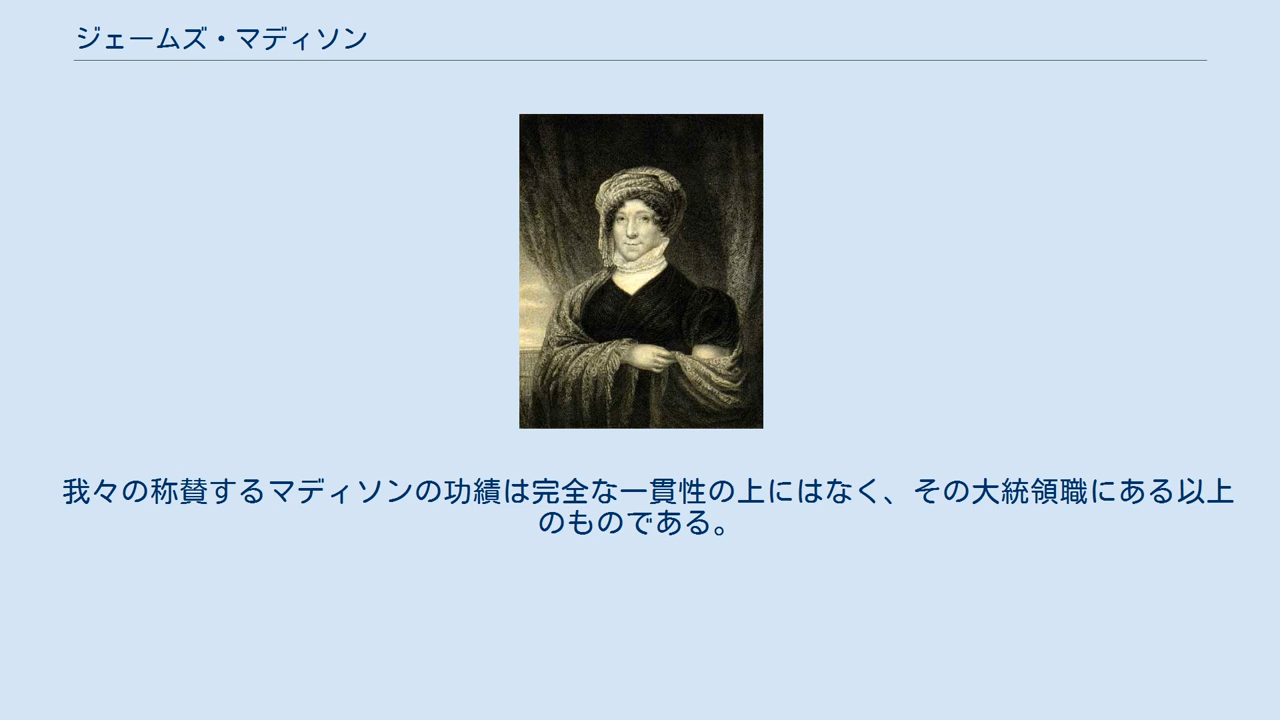 ジェームズ・マディソン
我々の称賛するマディソンの功績は完全な一貫性の上にはなく、その大統領職にある以上
のものである。